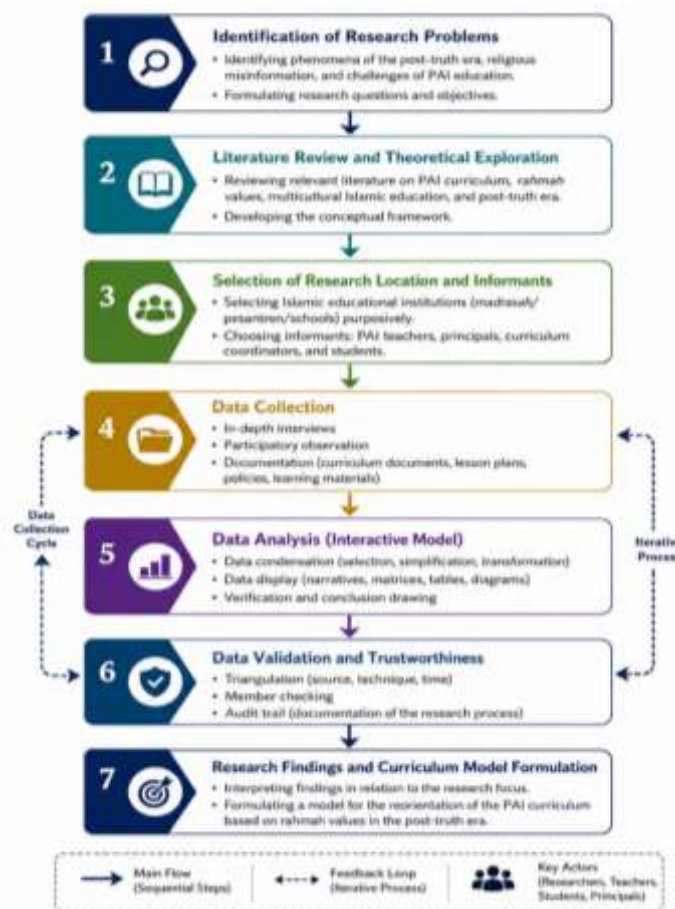 1
Identification of Research Problems
• Identifying phenomena of the post-truth era, religious
misinformation, and challenges of PAI education.
• Formulating research questions and objectives.
2
Literature Review and Theoretical Exploration
• Reviewing relevant literature on PAI curriculum, rahmah
values, multicultural Islamic education, and post-truth era.
• Developing the conceptual framework.
3
Selection of Research Location and Informants
• Selecting Islamic educational institutions (madrasah/
pesantren/schools) purposively.
• Choosing informants: PAI teachers, principals, curriculum
coordinators, and students.
4
Data Collection
• In-depth interviews
• Participatory observation
• Documentation (curriculum documents, lesson plans,
policies, learning materials)
Data
Collection
Cycle
Iterativ
Process
5
Data Analysis (Interactive Model)
• Data condensation (selection, simplification, transformation)
• Data display (narratives, matrices, tables, diagrams)
• Verification and conclusion drawing
6
Data Validation and Trustworthiness
• Triangulation (source, technique, time)
• Member checking
• Audit trail (documentation of the research process)
7
Research Findings and Curriculum Model Formulation
• Interpreting findings in relation to the research focus.
• Formulating a model for the reorientation of the PAI curriculum
based on rahmah values in the post-truth era.
Main Flow
(Sequential Steps)
Feedback Loop
(Iterative Process)
Key Actors
(Researchers, Teachers,
Students, Principals)